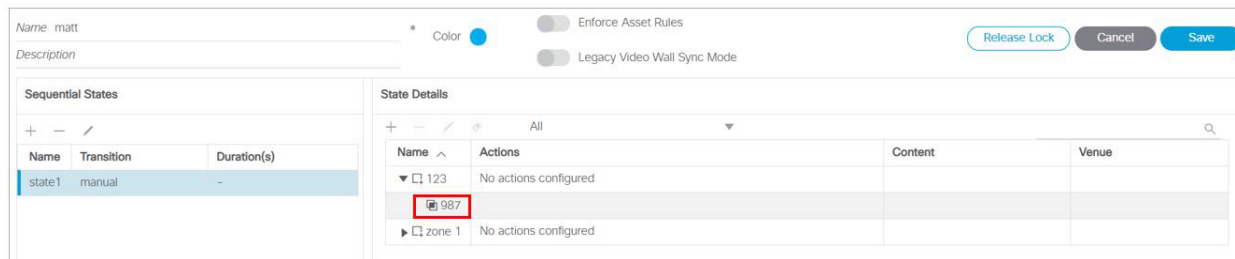 Name matt * Color Enforce Asset Rules
Release Lock Cancel Save
Description Legacy Video Wall Sync Mode
Sequential States
Name Transition Duration(s)
state1 manual -
State Details
All
Name Actions Content Venue
123 No actions configured
987
zone 1 No actions configured